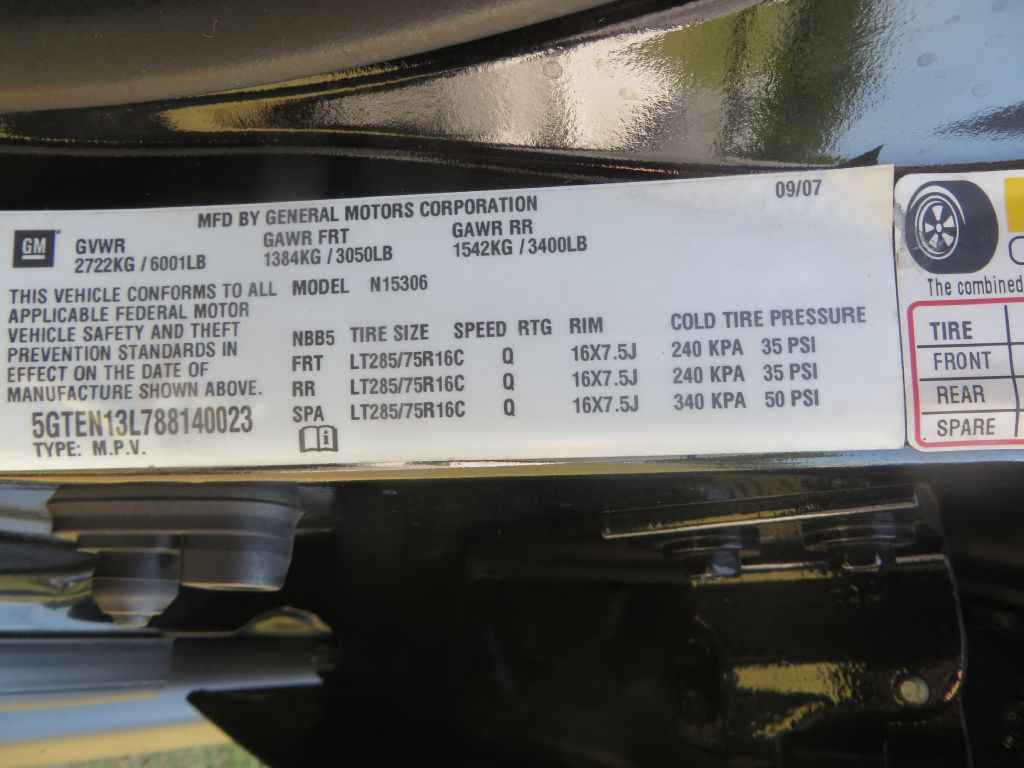 MFD BY GENERAL MOTORS CORPORATION 09/07
GM
GVWR GAWR FRT GAWR RR
2722KG / 6001LB 1384KG / 3050LB 1542KG / 3400LB
THIS VEHICLE CONFORMS TO ALL
APPLICABLE FEDERAL MOTOR
VEHICLE SAFETY AND THEFT
PREVENTION STANDARDS IN
EFFECT ON THE DATE OF
MANUFACTURE SHOWN ABOVE.
5GTEN13L788140023
TYPE: M.P.V.
MODEL N15306
NBB5 TIRE SIZE SPEED RTG RIM COLD TIRE PRESSURE
FRT LT285/75R16C Q 16X7.5J 240 KPA 35 PSI
RR LT285/75R16C Q 16X7.5J 240 KPA 35 PSI
SPA LT285/75R16C Q 16X7.5J 340 KPA 50 PSI
The combined
TIRE
FRONT
REAR
SPARE